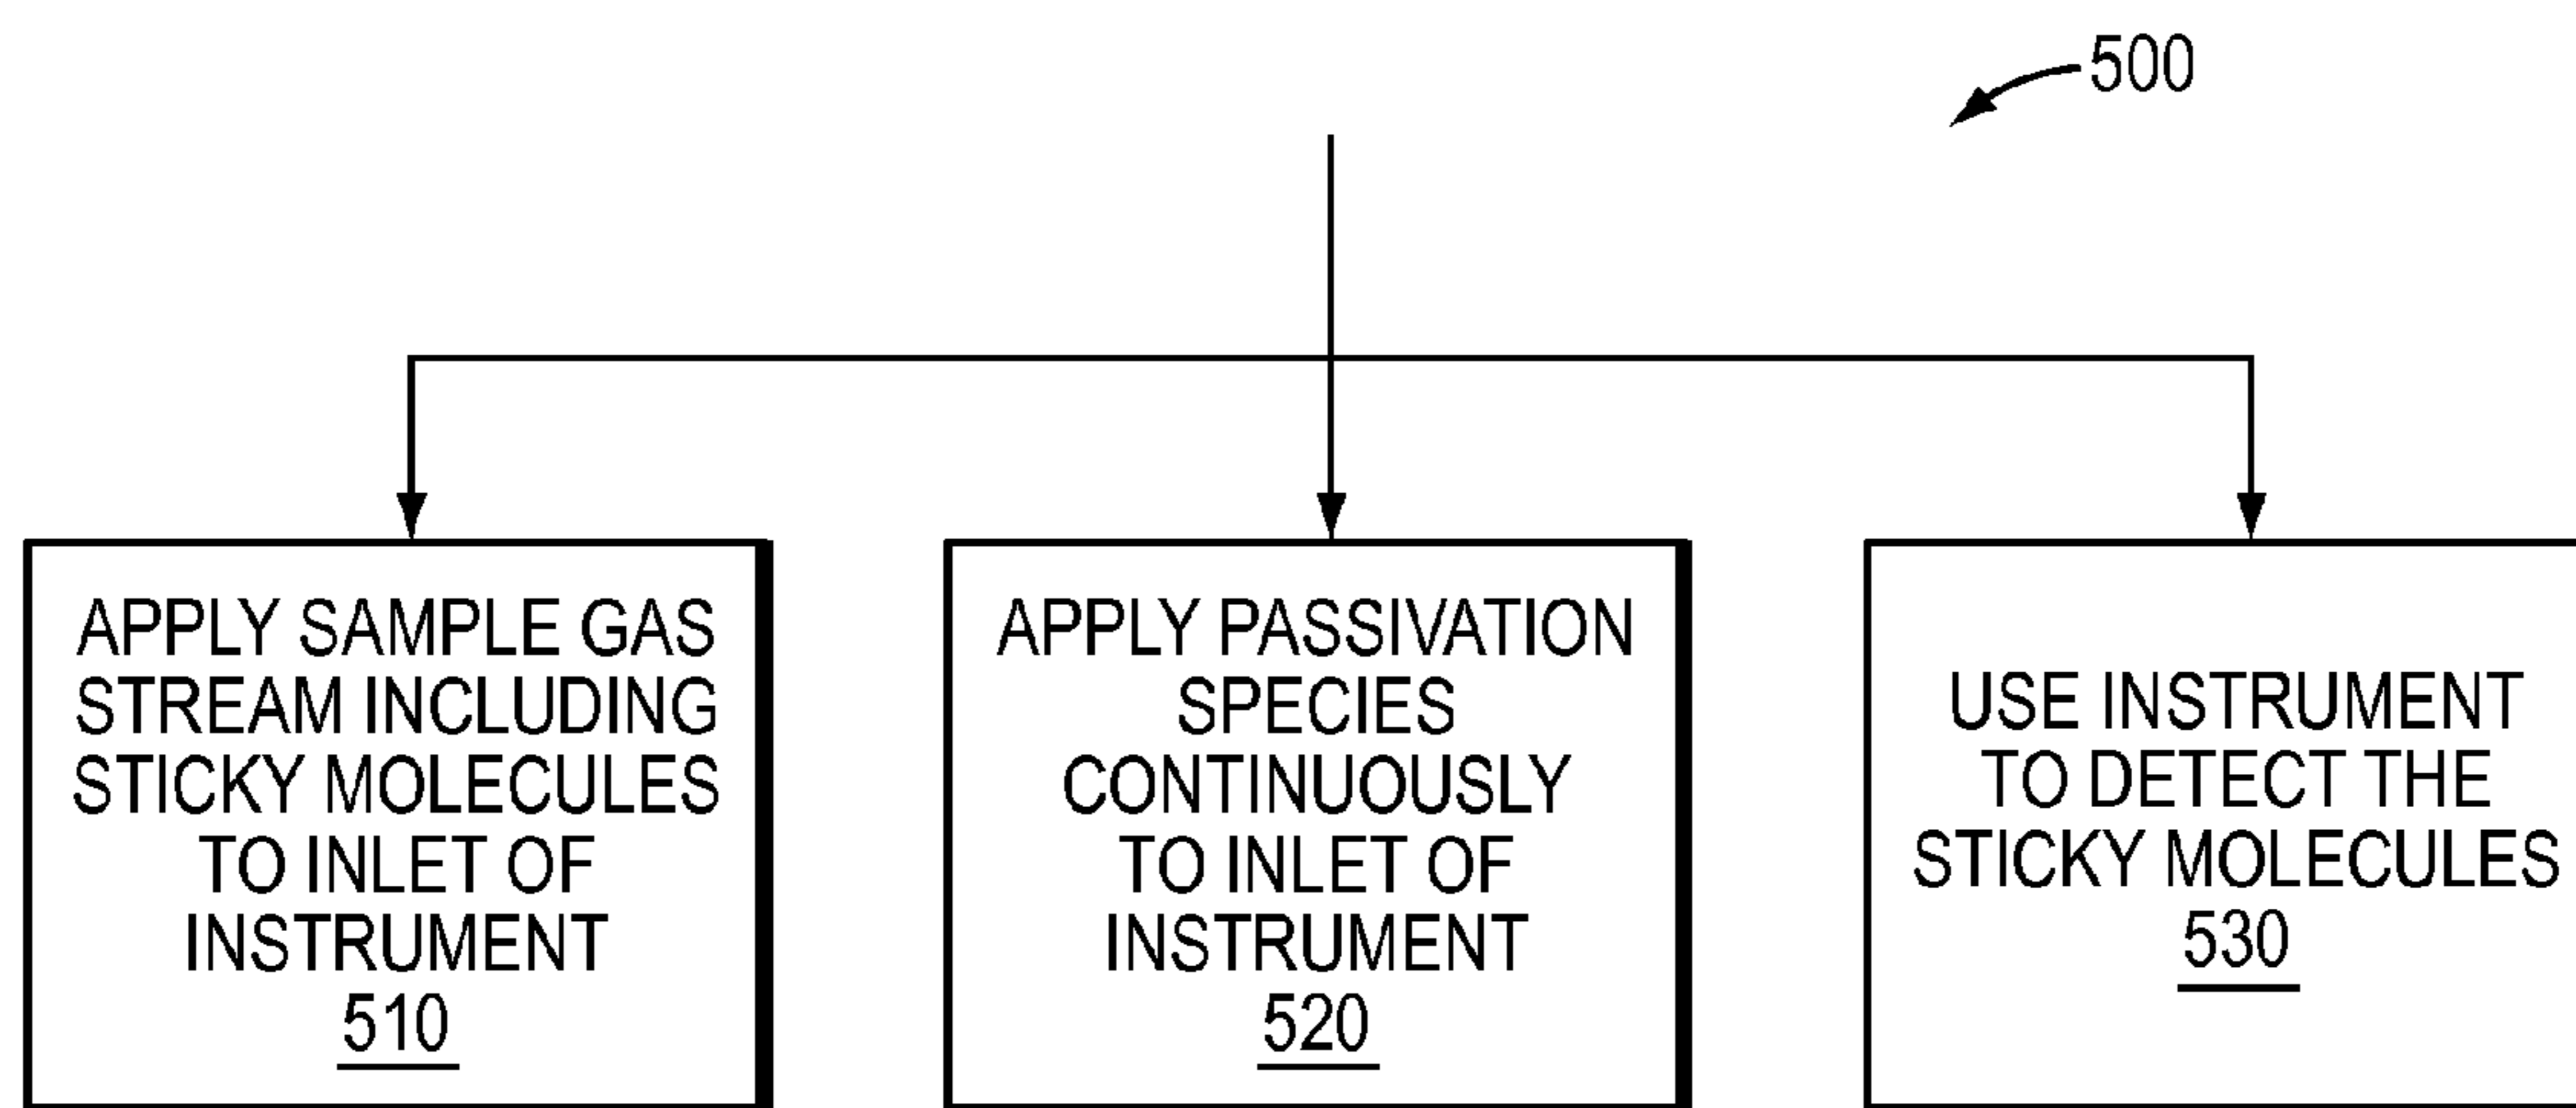 500
APPLY SAMPLE GAS
STREAM INCLUDING
STICKY MOLECULES
TO INLET OF
INSTRUMENT
510
APPLY PASSIVATION
SPECIES
CONTINUOUSLY
TO INLET OF
INSTRUMENT
520
USE INSTRUMENT
TO DETECT THE
STICKY MOLECULES
530